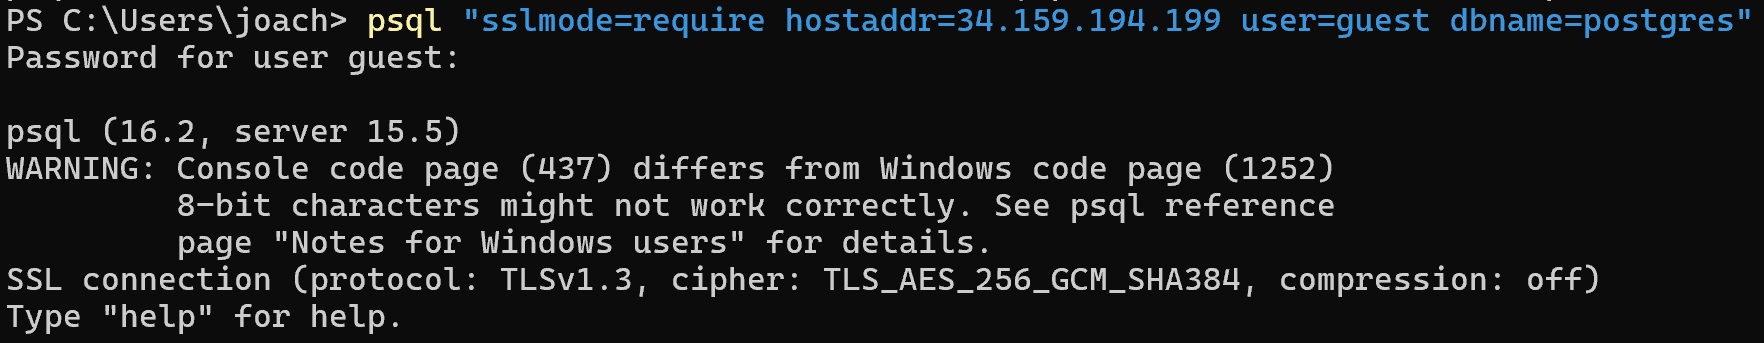 PS C:\Users\joach> psql "sslmode=require hostaddr=34.159.194.199 user=guest dbname=postgres"
Password for user guest:
psql (16.2, server 15.5)
WARNING: Console code page (437) differs from Windows code page (1252)
8-bit characters might not work correctly. See psql reference
page "Notes for Windows users" for details.
SSL connection (protocol: TLSv1.3, cipher: TLS_AES_256_GCM_SHA384, compression: off)
Type "help" for help.